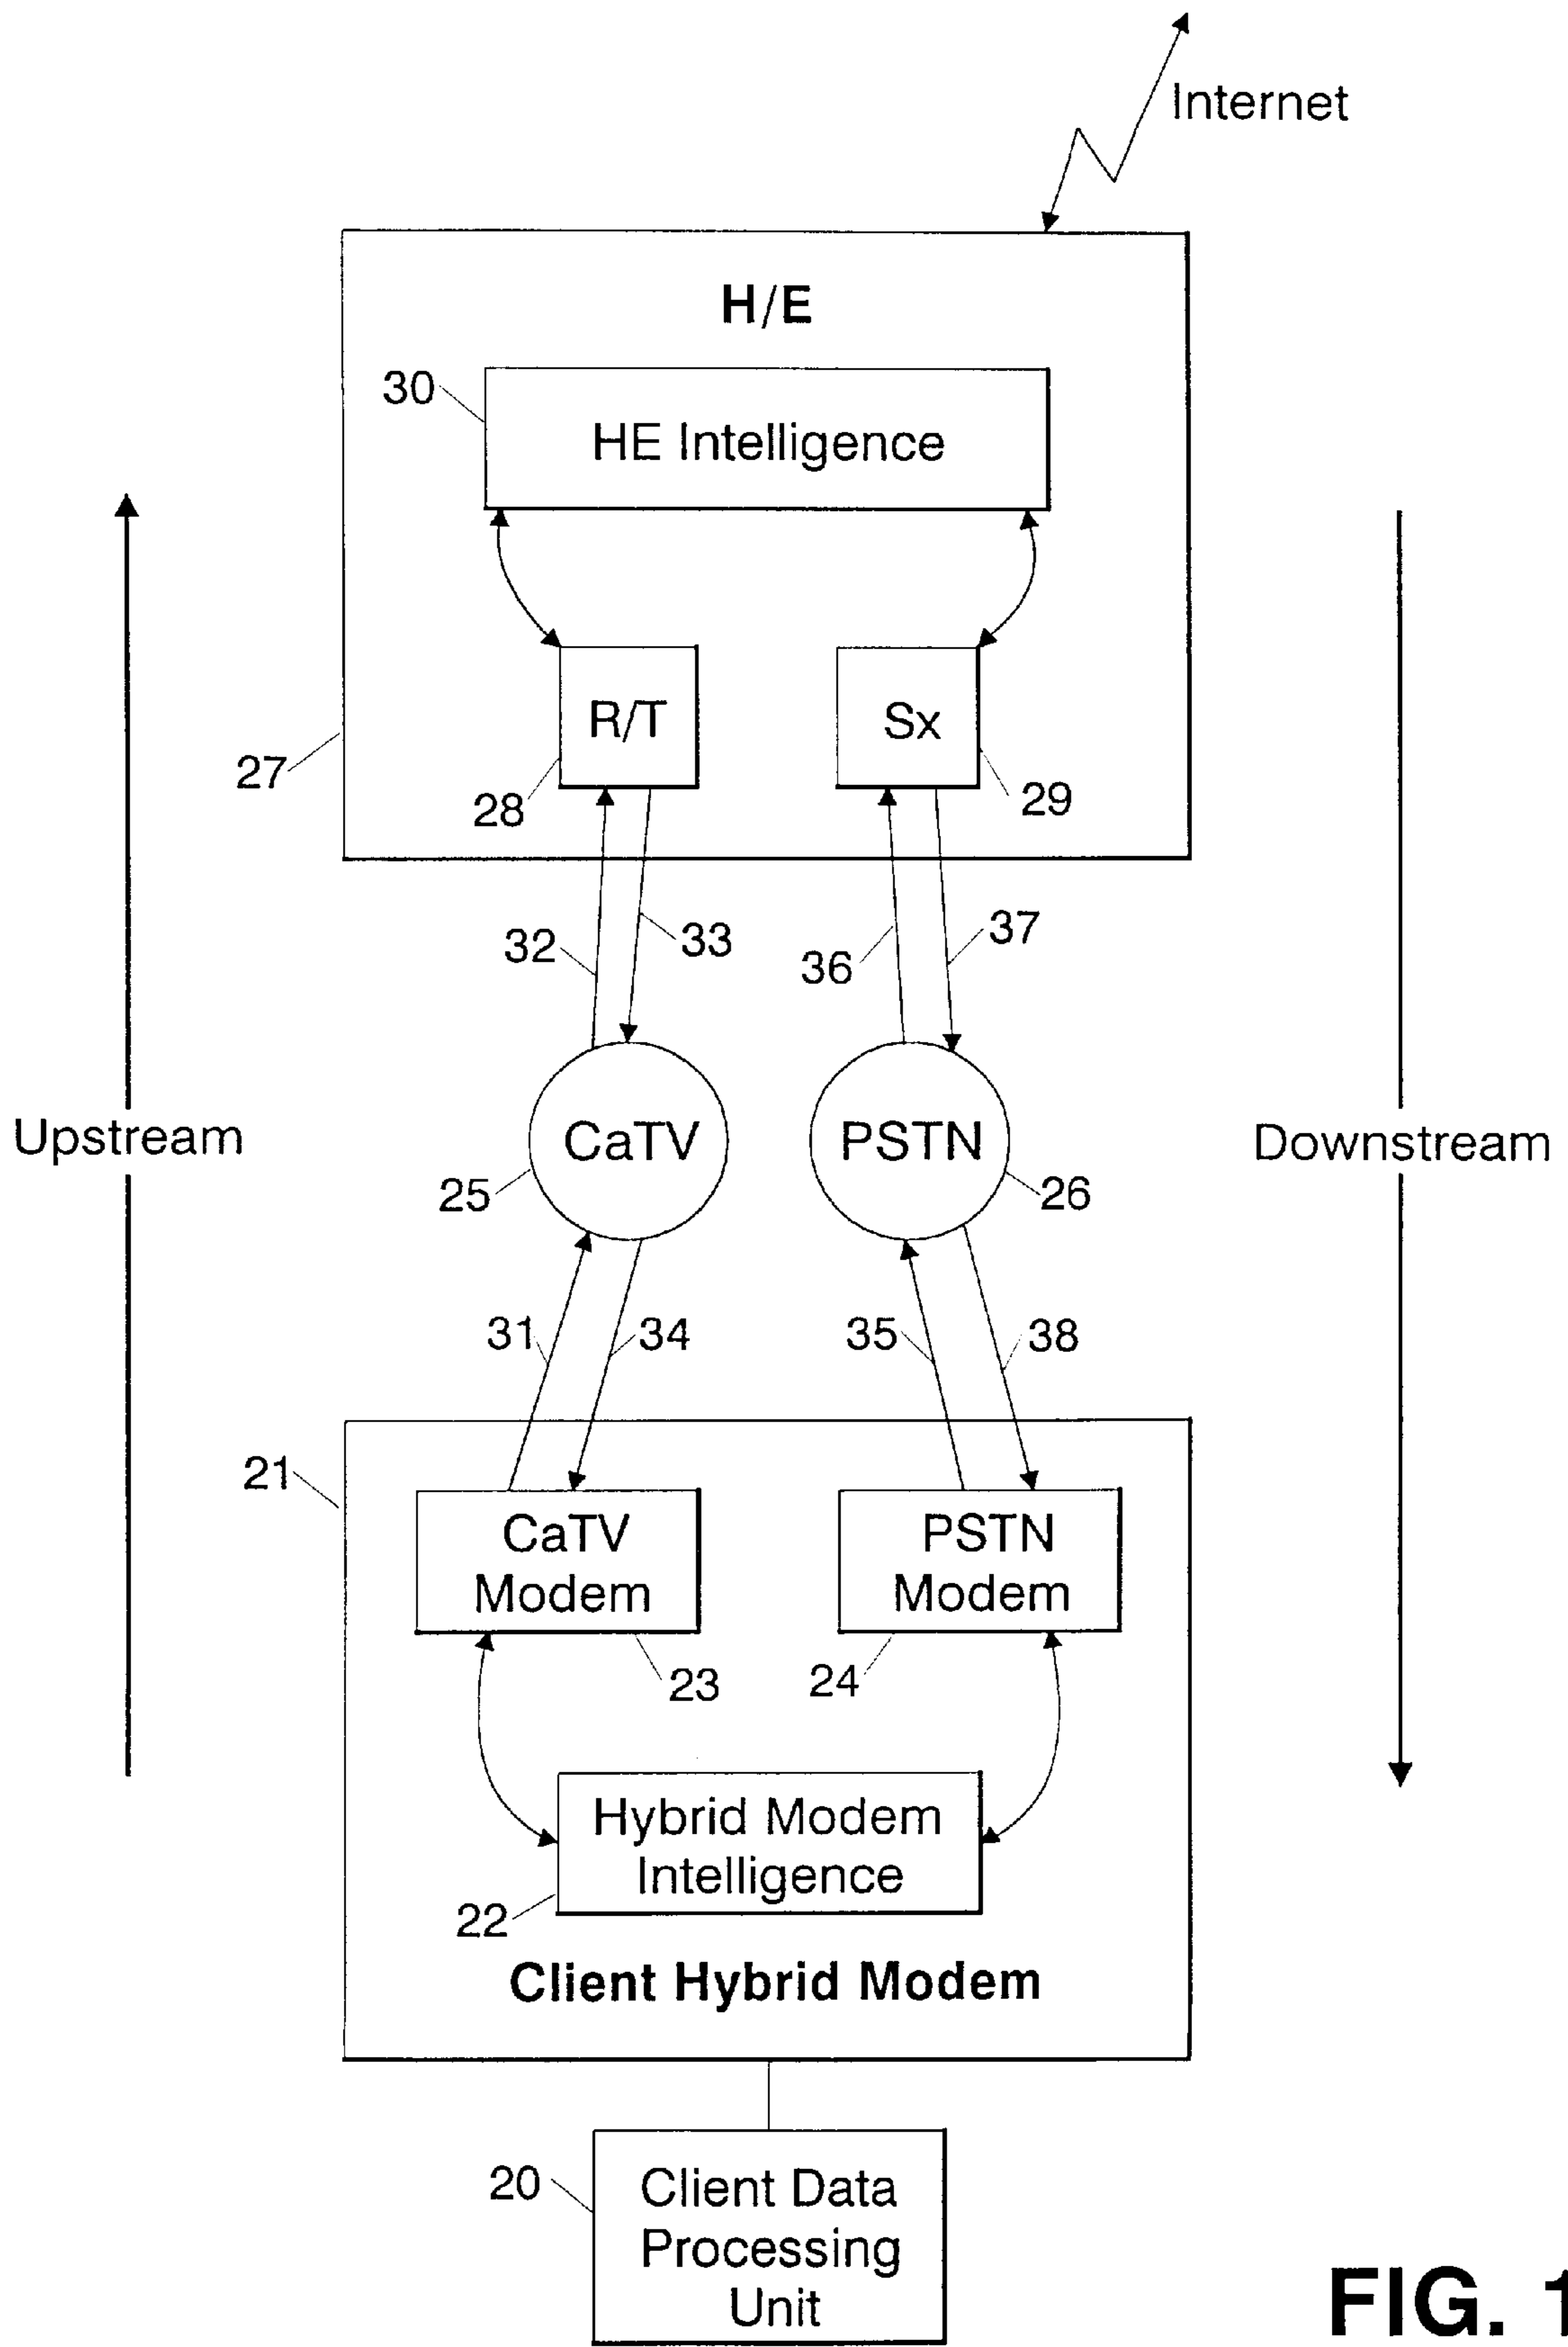 Internet
H/E
30
HE Intelligence
R/T
Sx
27
28
29
32
33
36
37
Upstream
CaTV
PSTN
Downstream
25
26
31
34
35
38
21
CaTV
Modem
PSTN
Modem
23
24
Hybrid Modem
Intelligence
22
Client Hybrid Modem
20
Client Data
Processing
Unit
FIG. 1